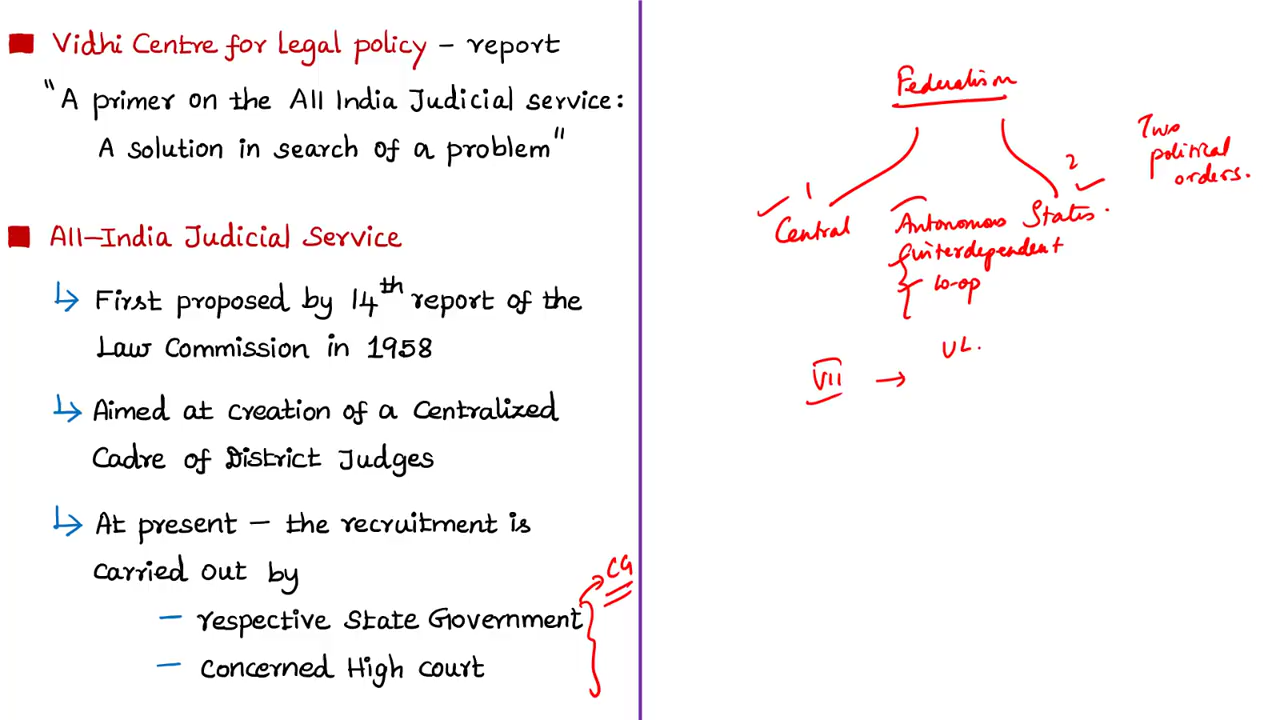 Vidhi Centre for Legal policy – report
"A primer on the All India Judicial service:
A solution in search of a problem"
All–India Judicial Service
First proposed by 14th report of the
Law Commission in 1958
Aimed at creation of a Centralized
Cadre of District Judges
At present – the recruitment is
carried out by
– respective State Government
– concerned High court
CG
Federalism
1
2
Central
Autonomous States.
interdependent
co-op
Two
political
orders.
UL.
VII →